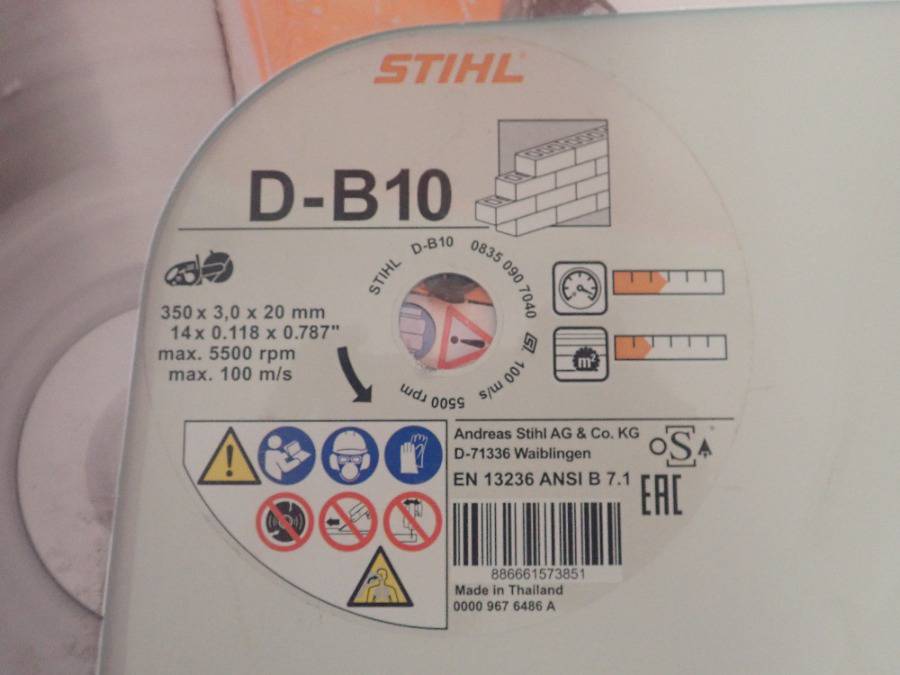 STIHL
D-B10
STIHL D-B10 0835 090 7040 100 m/s 5500 rpm
350 x 3,0 x 20 mm
14 x 0.118 x 0.787"
max. 5500 rpm
max. 100 m/s
m²
Andreas Stihl AG & Co. KG
D-71336 Waiblingen
EN 13236 ANSI B 7.1
oSa
EAC
886661573851
Made in Thailand
0000 967 6486 A